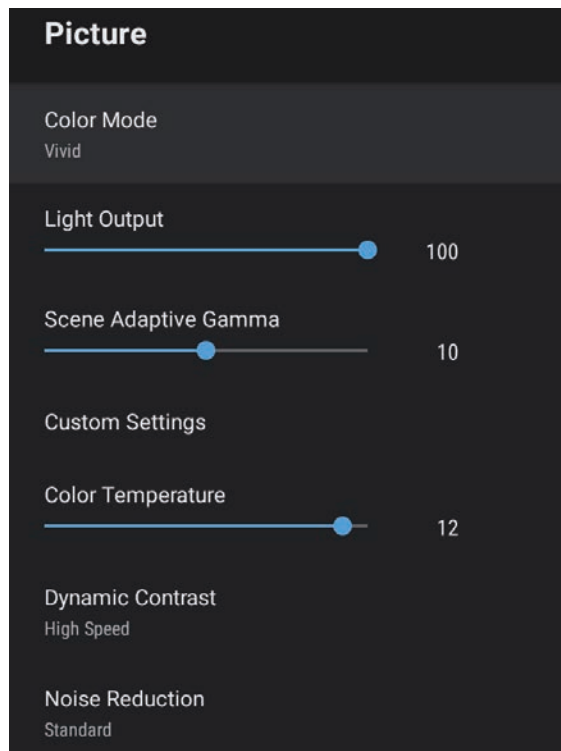 Picture
Color Mode
Vivid
Light Output
100
Scene Adaptive Gamma
10
Custom Settings
Color Temperature
12
Dynamic Contrast
High Speed
Noise Reduction
Standard